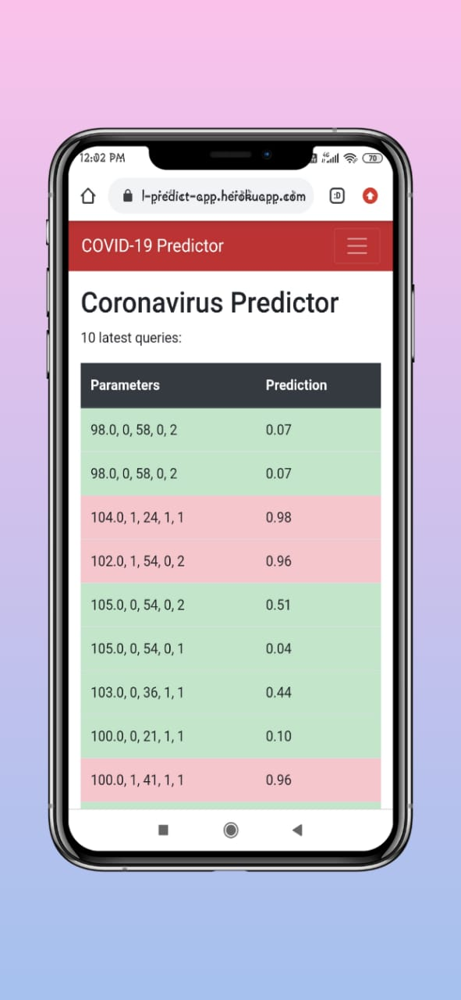 12:02 PM 4G 70
l-predict-app.herokuapp.com :D
COVID-19 Predictor
Coronavirus Predictor
10 latest queries:
Parameters Prediction
98.0, 0, 58, 0, 2 0.07
98.0, 0, 58, 0, 2 0.07
104.0, 1, 24, 1, 1 0.98
102.0, 1, 54, 0, 2 0.96
105.0, 0, 54, 0, 2 0.51
105.0, 0, 54, 0, 1 0.04
103.0, 0, 36, 1, 1 0.44
100.0, 0, 21, 1, 1 0.10
100.0, 1, 41, 1, 1 0.96